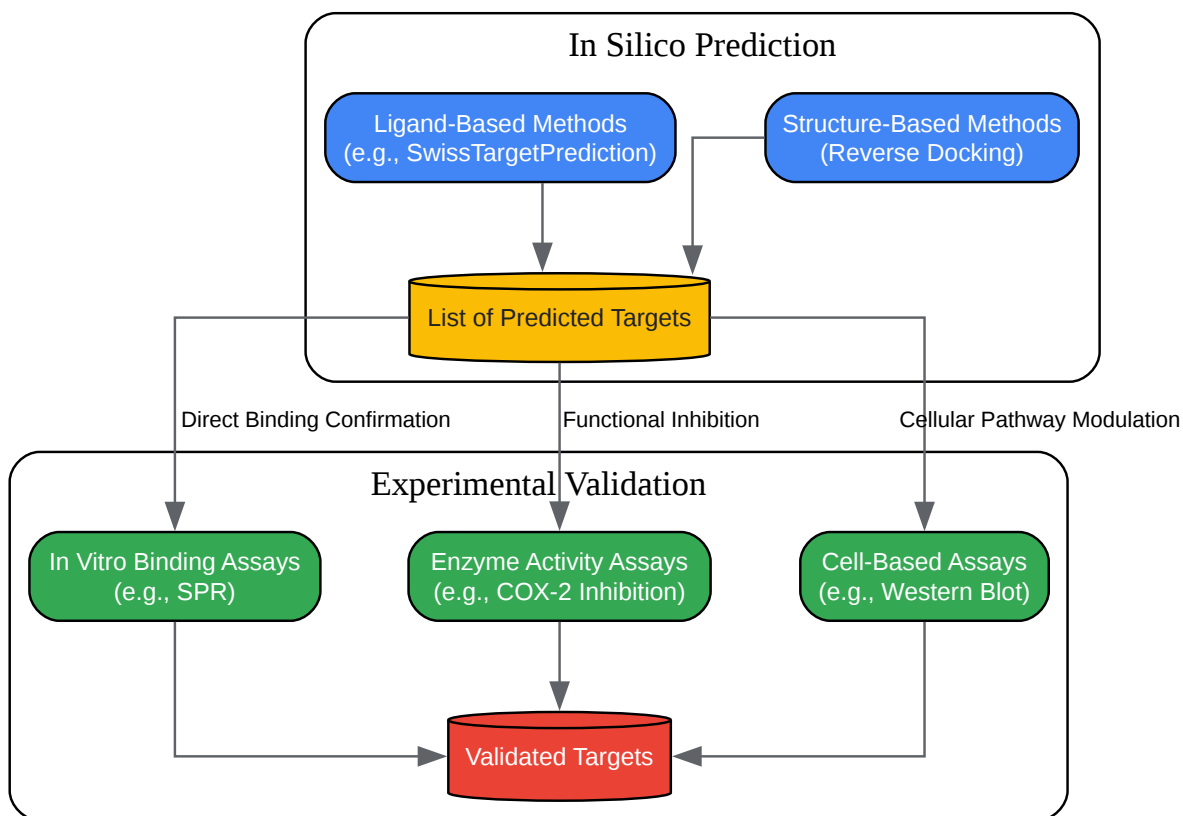 In Silico Prediction
Ligand-Based Methods
(e.g., SwissTargetPrediction)
Structure-Based Methods
(Reverse Docking)
List of Predicted Targets
Direct Binding Confirmation
Functional Inhibition
Cellular Pathway Modulation
Experimental Validation
In Vitro Binding Assays
(e.g., SPR)
Enzyme Activity Assays
(e.g., COX-2 Inhibition)
Cell-Based Assays
(e.g., Western Blot)
Validated Targets